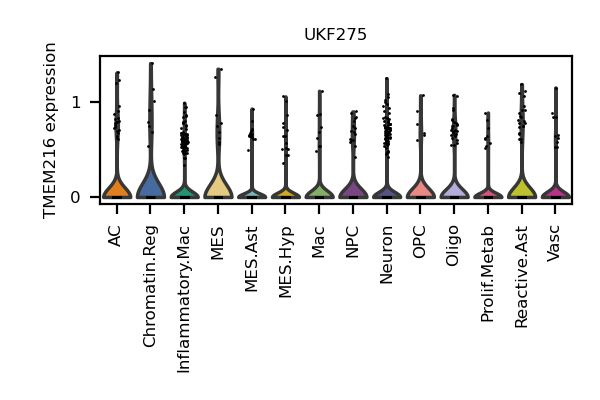 UKF275
TMEM216 expression
1
0
AC
Chromatin.Reg
Inflammatory.Mac
MES
MES.Ast
MES.Hyp
Mac
NPC
Neuron
OPC
Oligo
Prolif.Metab
Reactive.Ast
Vasc